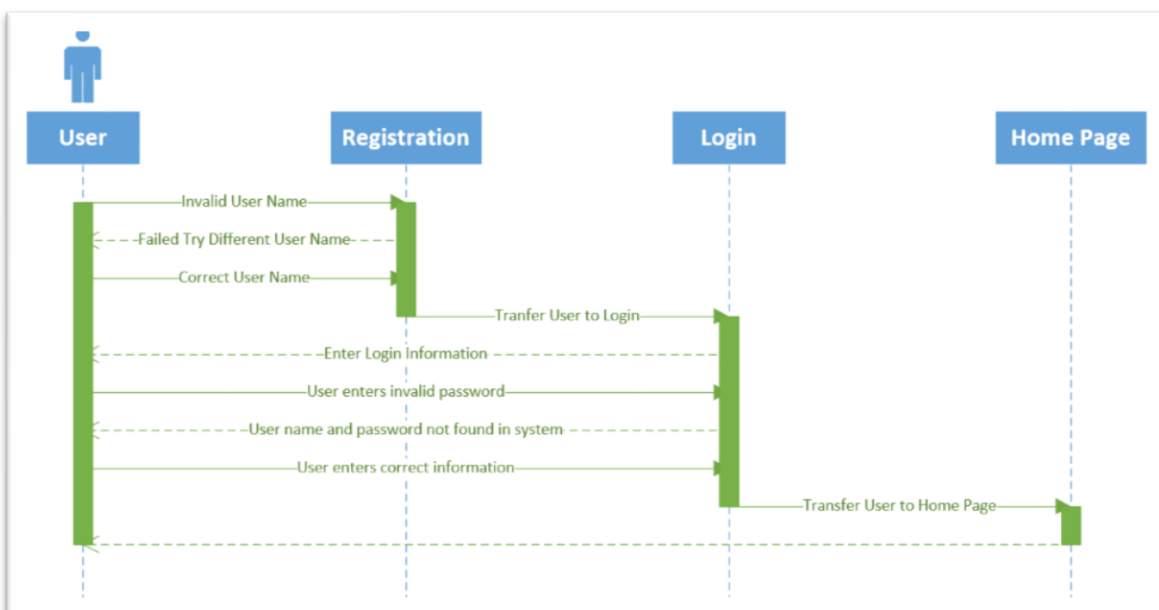 User
Registration
Login
Home Page
Invalid User Name
Failed Try Different User Name
Correct User Name
Tranfer User to Login
Enter Login Information
User enters invalid password
User name and password not found in system
User enters correct information
Transfer User to Home Page